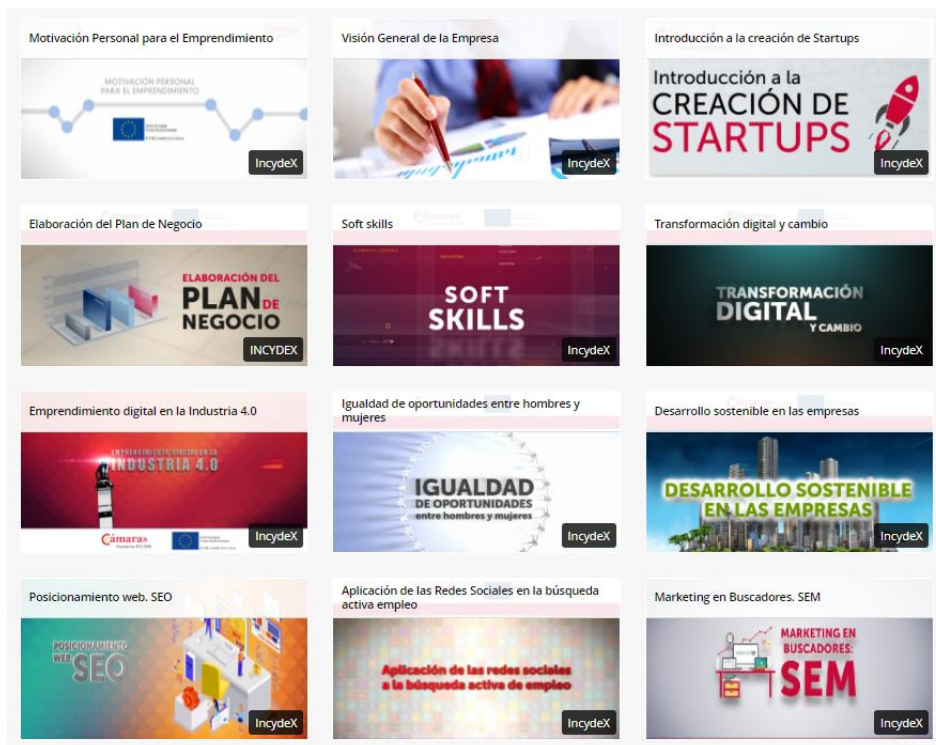 Motivación Personal para el Emprendimiento
MOTIVACIÓN PERSONAL
PARA EL EMPRENDIMIENTO
IncydeX
Visión General de la Empresa
IncydeX
Introducción a la creación de Startups
Introducción a la
CREACIÓN DE
STARTUPS
IncydeX
Elaboración del Plan de Negocio
ELABORACIÓN DEL
PLAN DE
NEGOCIO
INCYDEX
Soft skills
SOFT
SKILLS
IncydeX
Transformación digital y cambio
TRANSFORMACIÓN
DIGITAL
Y CAMBIO
IncydeX
Emprendimiento digital en la Industria 4.0
EMPRENDIMIENTO DIGITAL EN LA
INDUSTRIA 4.0
Cámaras
IncydeX
Igualdad de oportunidades entre hombres y
mujeres
IGUALDAD
DE OPORTUNIDADES
entre hombres y mujeres
IncydeX
Desarrollo sostenible en las empresas
DESARROLLO SOSTENIBLE
EN LAS EMPRESAS
IncydeX
Posicionamiento web. SEO
POSICIONAMIENTO
WEB:
SEO
IncydeX
Aplicación de las Redes Sociales en la búsqueda
activa empleo
Aplicación de las redes sociales
a la búsqueda activa de empleo
IncydeX
Marketing en Buscadores. SEM
MARKETING EN
BUSCADORES:
SEM
IncydeX